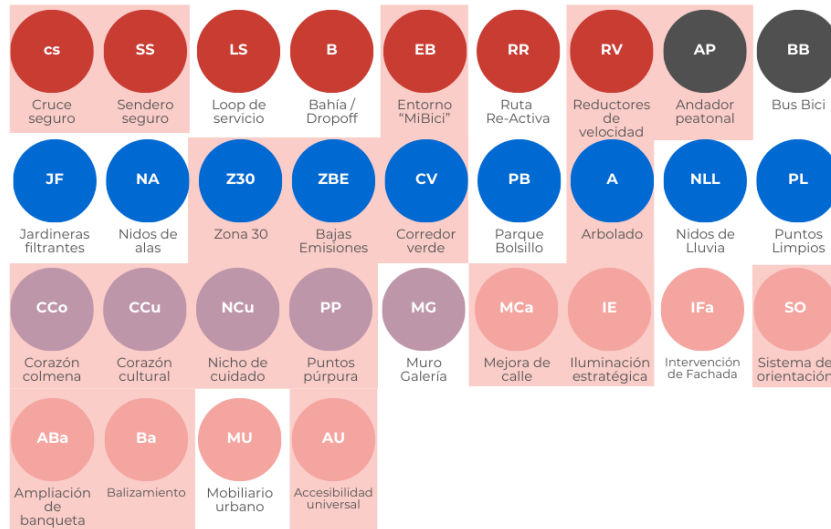 cs
SS
LS
B
EB
RR
RV
AP
BB
Cruce
seguro
Sendero
seguro
Loop de
servicio
Bahía /
Dropoff
Entorno
“MiBici”
Ruta
Re-Activa
Reductores
de
velocidad
Andador
peatonal
Bus Bici
JF
NA
Z30
ZBE
CV
PB
A
NLL
PL
Jardineras
filtrantes
Nidos de
alas
Zona 30
Bajas
Emisiones
Corredor
verde
Parque
Bolsillo
Arbolado
Nidos de
Lluvia
Puntos
Limpios
CCo
CCu
NCu
PP
MG
MCa
IE
IFa
SO
Corazón
colmena
Corazón
cultural
Nicho de
cuidado
Puntos
púrpura
Muro
Galería
Mejora de
calle
Iluminación
estratégica
Intervención
de Fachada
Sistema de
orientación
ABa
Ba
MU
AU
Ampliación
de
banqueta
Balizamiento
Mobiliario
urbano
Accesibilidad
universal